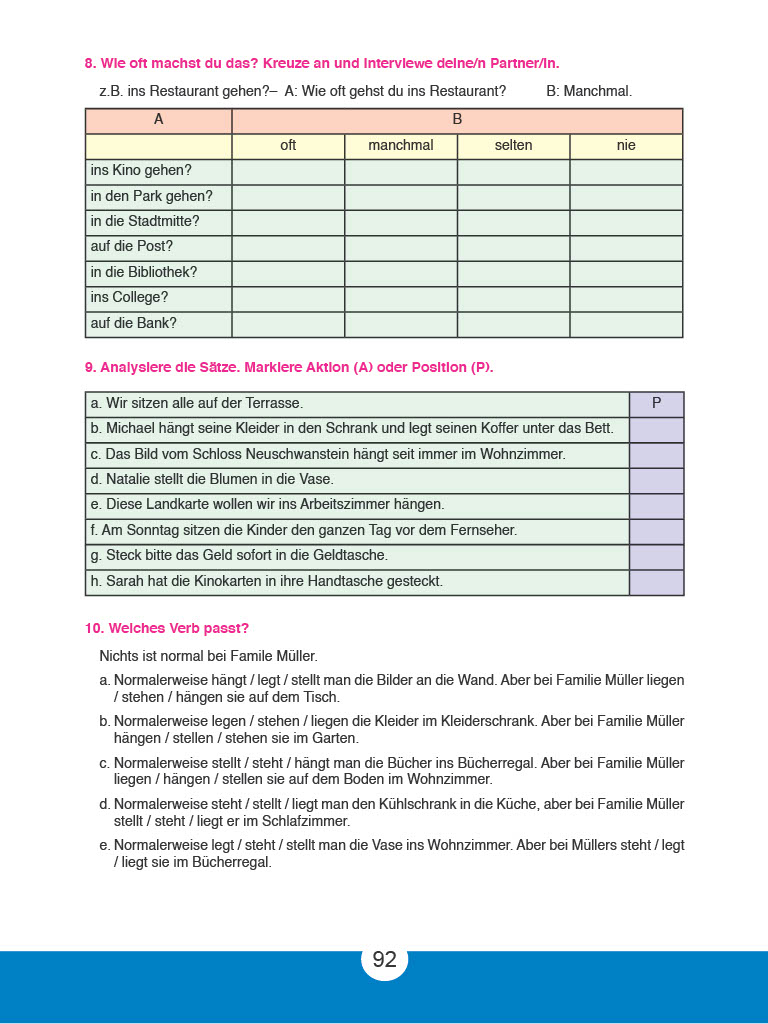 8. Wie oft machst du das? Kreuze an und interviewe deine/n Partner/in.
z.B. ins Restaurant gehen?– A: Wie oft gehst du ins Restaurant? B: Manchmal.
A B
oft manchmal selten nie
ins Kino gehen?
in den Park gehen?
in die Stadtmitte?
auf die Post?
in die Bibliothek?
ins College?
auf die Bank?
9. Analysiere die Sätze. Markiere Aktion (A) oder Position (P).
a. Wir sitzen alle auf der Terrasse. P
b. Michael hängt seine Kleider in den Schrank und legt seinen Koffer unter das Bett.
c. Das Bild vom Schloss Neuschwanstein hängt seit immer im Wohnzimmer.
d. Natalie stellt die Blumen in die Vase.
e. Diese Landkarte wollen wir ins Arbeitszimmer hängen.
f. Am Sonntag sitzen die Kinder den ganzen Tag vor dem Fernseher.
g. Steck bitte das Geld sofort in die Geldtasche.
h. Sarah hat die Kinokarten in ihre Handtasche gesteckt.
10. Welches Verb passt?
Nichts ist normal bei Famile Müller.
a. Normalerweise hängt / legt / stellt man die Bilder an die Wand. Aber bei Familie Müller liegen
/ stehen / hängen sie auf dem Tisch.
b. Normalerweise legen / stehen / liegen die Kleider im Kleiderschrank. Aber bei Familie Müller
hängen / stellen / stehen sie im Garten.
c. Normalerweise stellt / steht / hängt man die Bücher ins Bücherregal. Aber bei Familie Müller
liegen / hängen / stellen sie auf dem Boden im Wohnzimmer.
d. Normalerweise steht / stellt / liegt man den Kühlschrank in die Küche, aber bei Familie Müller
stellt / steht / liegt er im Schlafzimmer.
e. Normalerweise legt / steht / stellt man die Vase ins Wohnzimmer. Aber bei Müllers steht / legt
/ liegt sie im Bücherregal.
92